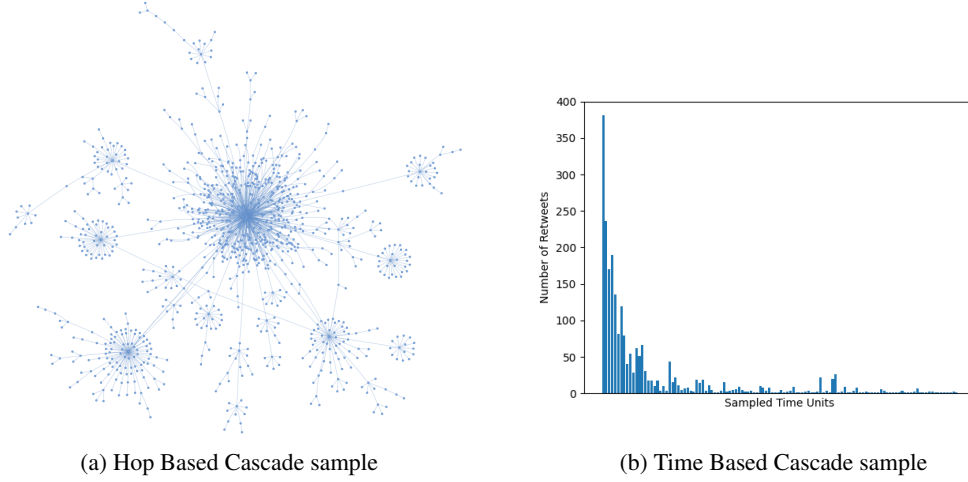 400
350
300
250
200
150
100
50
0
Number of Retweets
Sampled Time Units
(a) Hop Based Cascade sample
(b) Time Based Cascade sample